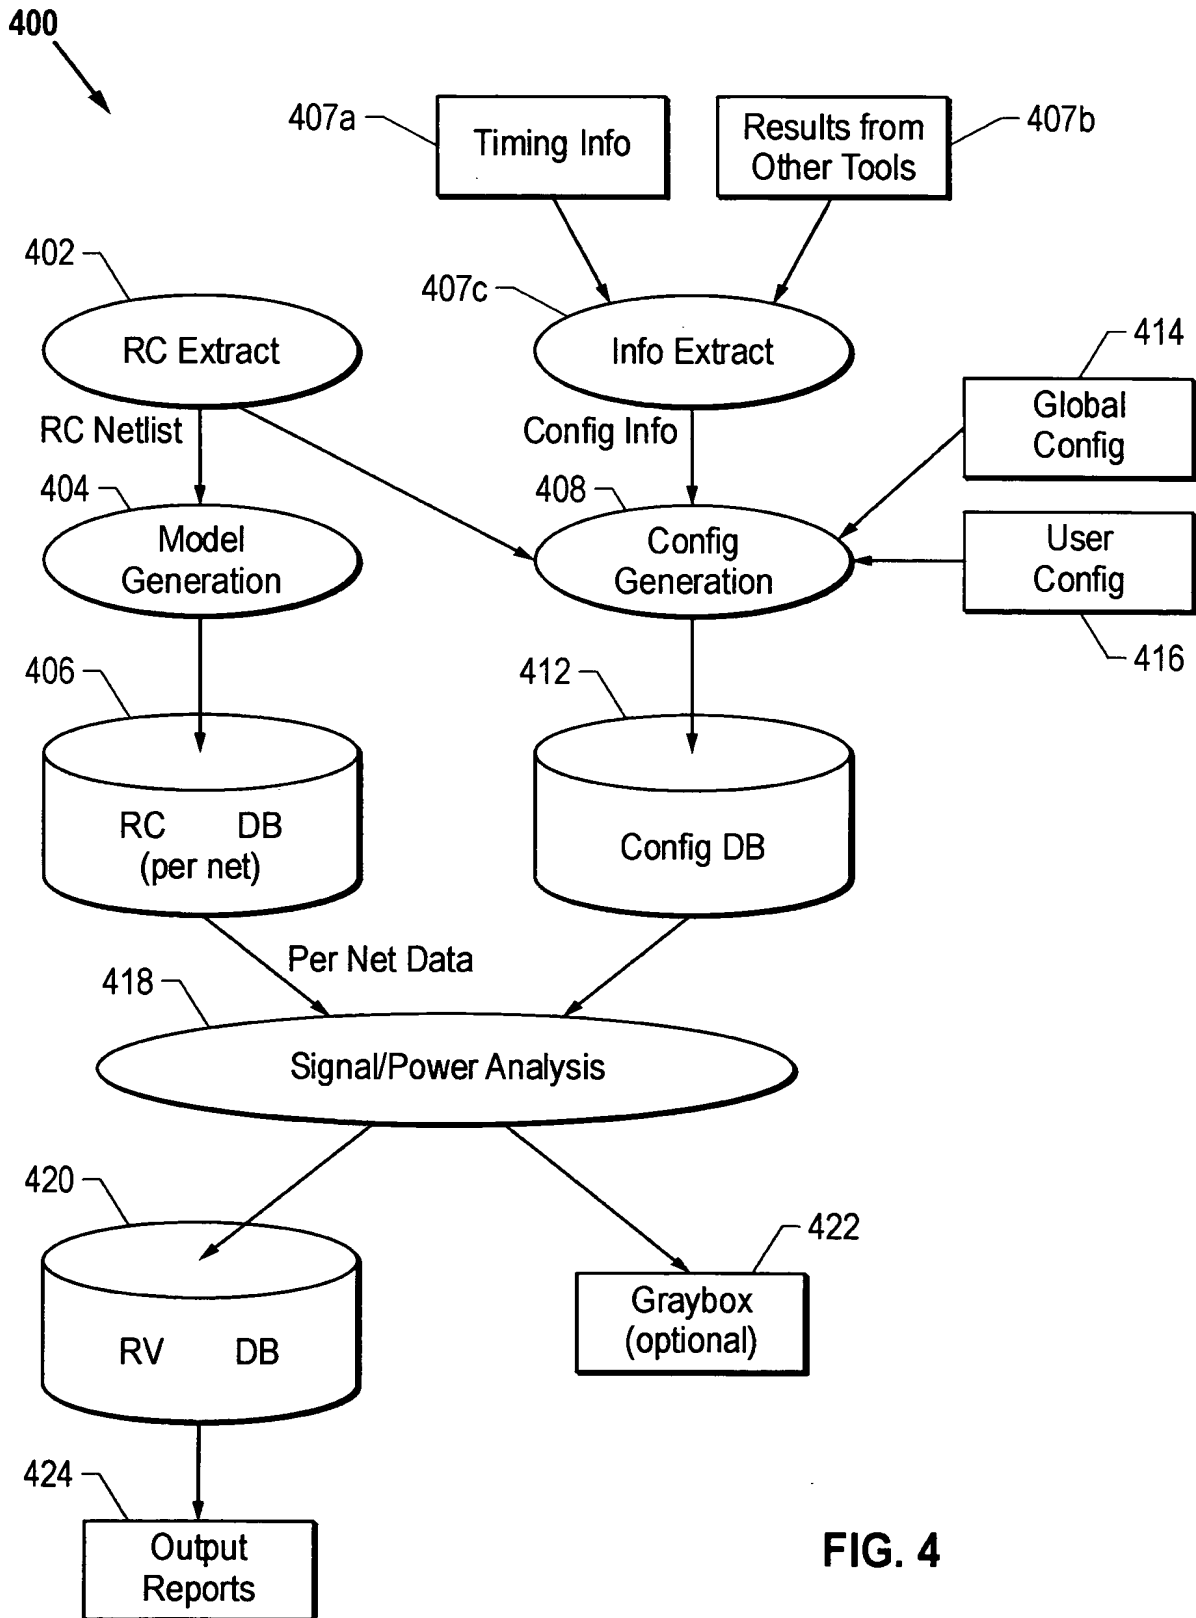 400
407a
Timing Info
Results from
Other Tools
407b
402
RC Extract
407c
Info Extract
414
Global
Config
RC Netlist
Config Info
404
Model
Generation
408
Config
Generation
User
Config
416
406
RC DB
(per net)
412
Config DB
Per Net Data
418
Signal/Power Analysis
420
RV DB
422
Graybox
(optional)
424
Output
Reports
FIG. 4